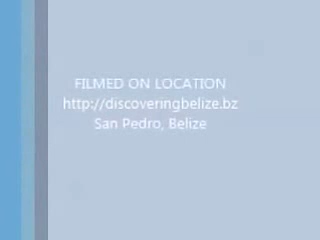 FILMED ON LOCATION
http://discoveringbelize.bz
San Pedro, Belize